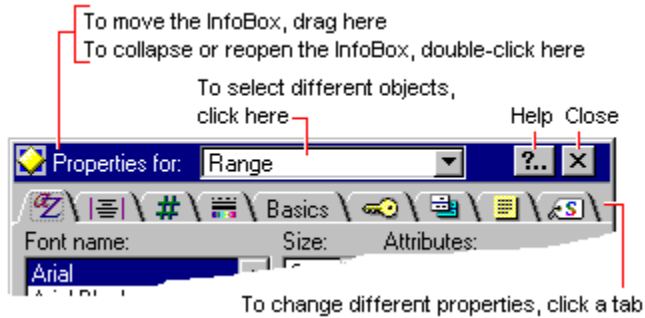 To move the InfoBox, drag here
To collapse or reopen the InfoBox, double-click here
To select different objects,
click here
Help Close
Properties for: Range ?..
# Basics S
Font name: Size: Attributes:
Arial
To change different properties, click a tab